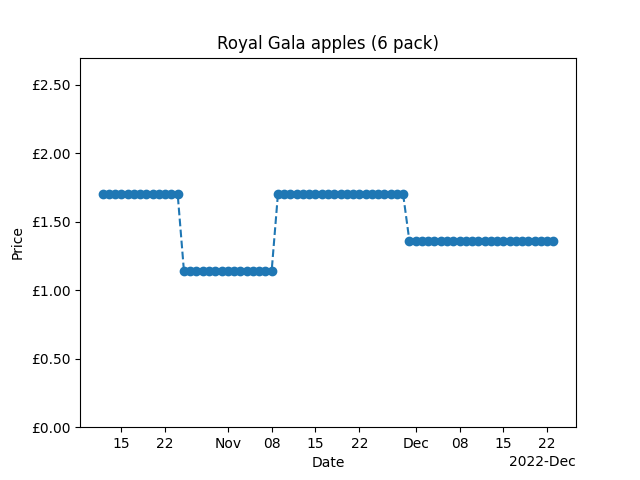 Royal Gala apples (6 pack)
£2.50
£2.00
£1.50
£1.00
£0.50
£0.00
Price
15 22 Nov 08 15 22 Dec 08 15 22
Date
2022-Dec